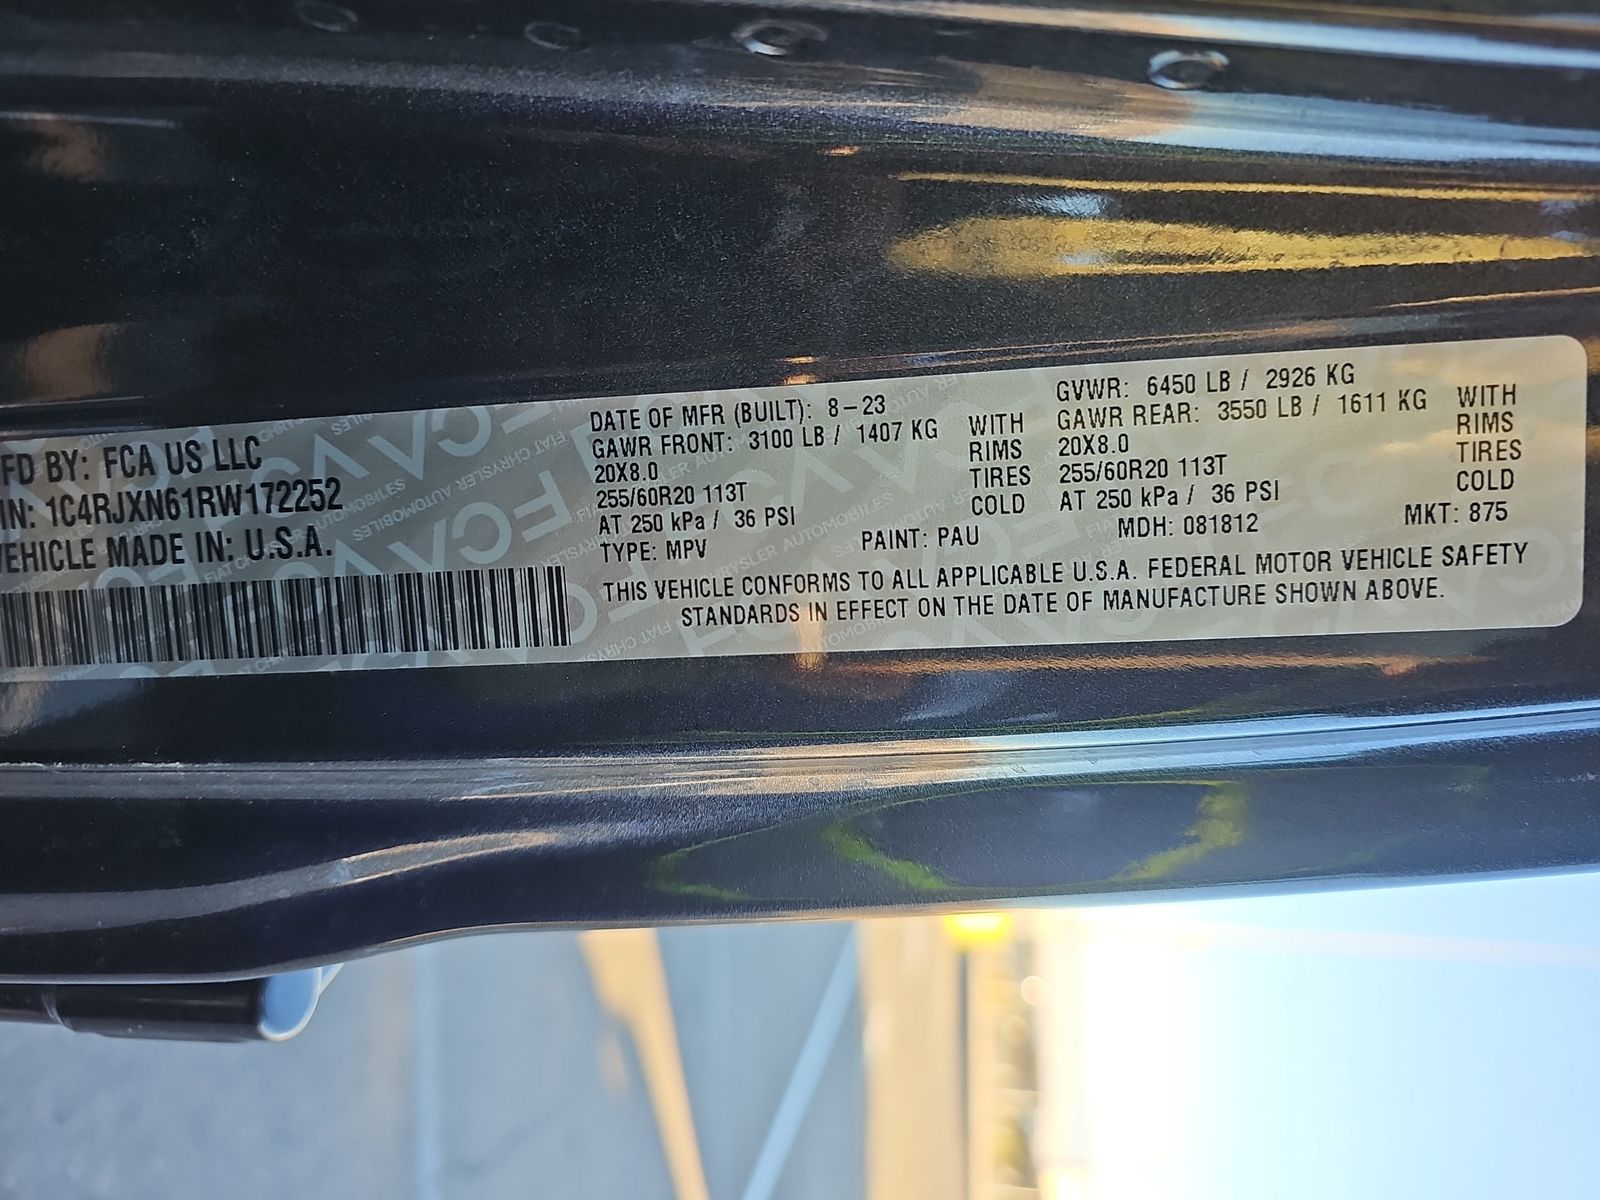 FD BY: FCA US LLC
IN: 1C4RJXN61RW172252
VEHICLE MADE IN: U.S.A.
DATE OF MFR (BUILT): 8-23
GAWR FRONT: 3100 LB / 1407 KG WITH
20X8.0 RIMS
255/60R20 113T TIRES
AT 250 kPa / 36 PSI COLD
GVWR: 6450 LB / 2926 KG
GAWR REAR: 3550 LB / 1611 KG WITH
20X8.0 RIMS
255/60R20 113T TIRES
AT 250 kPa / 36 PSI COLD
TYPE: MPV PAINT: PAU MDH: 081812 MKT: 875
THIS VEHICLE CONFORMS TO ALL APPLICABLE U.S.A. FEDERAL MOTOR VEHICLE SAFETY
STANDARDS IN EFFECT ON THE DATE OF MANUFACTURE SHOWN ABOVE.